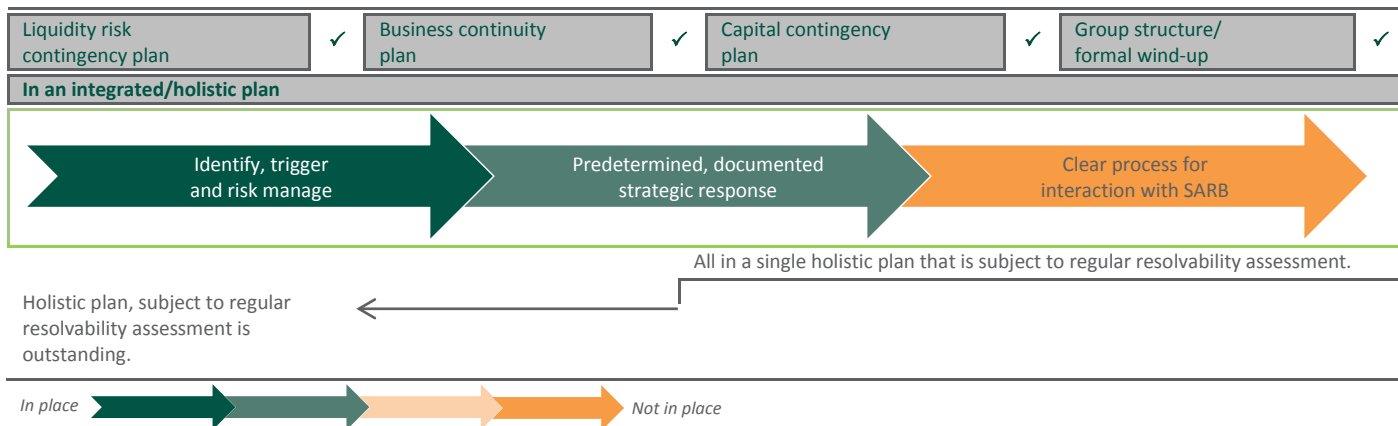 Liquidity risk
contingency plan
✓
Business continuity
plan
✓
Capital contingency
plan
✓
Group structure/
formal wind-up
✓
In an integrated/holistic plan
Identify, trigger
and risk manage
Predetermined, documented
strategic response
Clear process for
interaction with SARB
All in a single holistic plan that is subject to regular resolvability assessment.
Holistic plan, subject to regular
resolvability assessment is
outstanding.
In place
Not in place